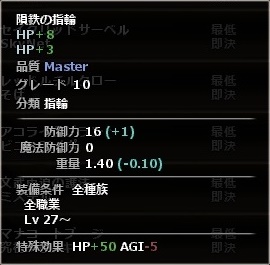 隕鉄の指輪
HP+8
HP+3
品質 Master
グレード 10
分類 指輪
防御力 16 (+1)
魔法防御力 0
重量 1.40 (-0.10)
装備条件 全種族
全職業
Lv 27～
特殊効果 HP+50 AGI-5